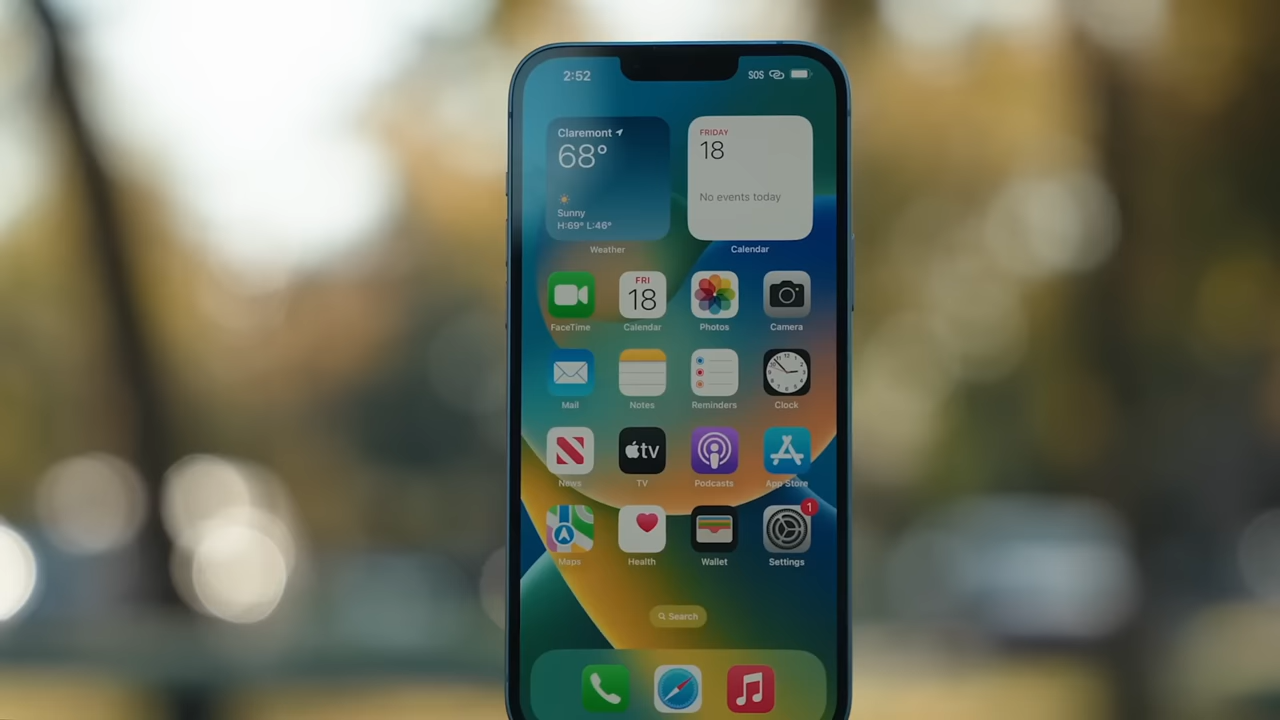 2:52
SOS
Claremont
68°
Sunny
H:69° L:46°
Weather
FRIDAY
18
No events today
Calendar
FaceTime
FRI
18
Calendar
Photos
Camera
Mail
Notes
Reminders
Clock
News
tv
TV
Podcasts
App Store
Maps
Health
Wallet
1
Settings
Search